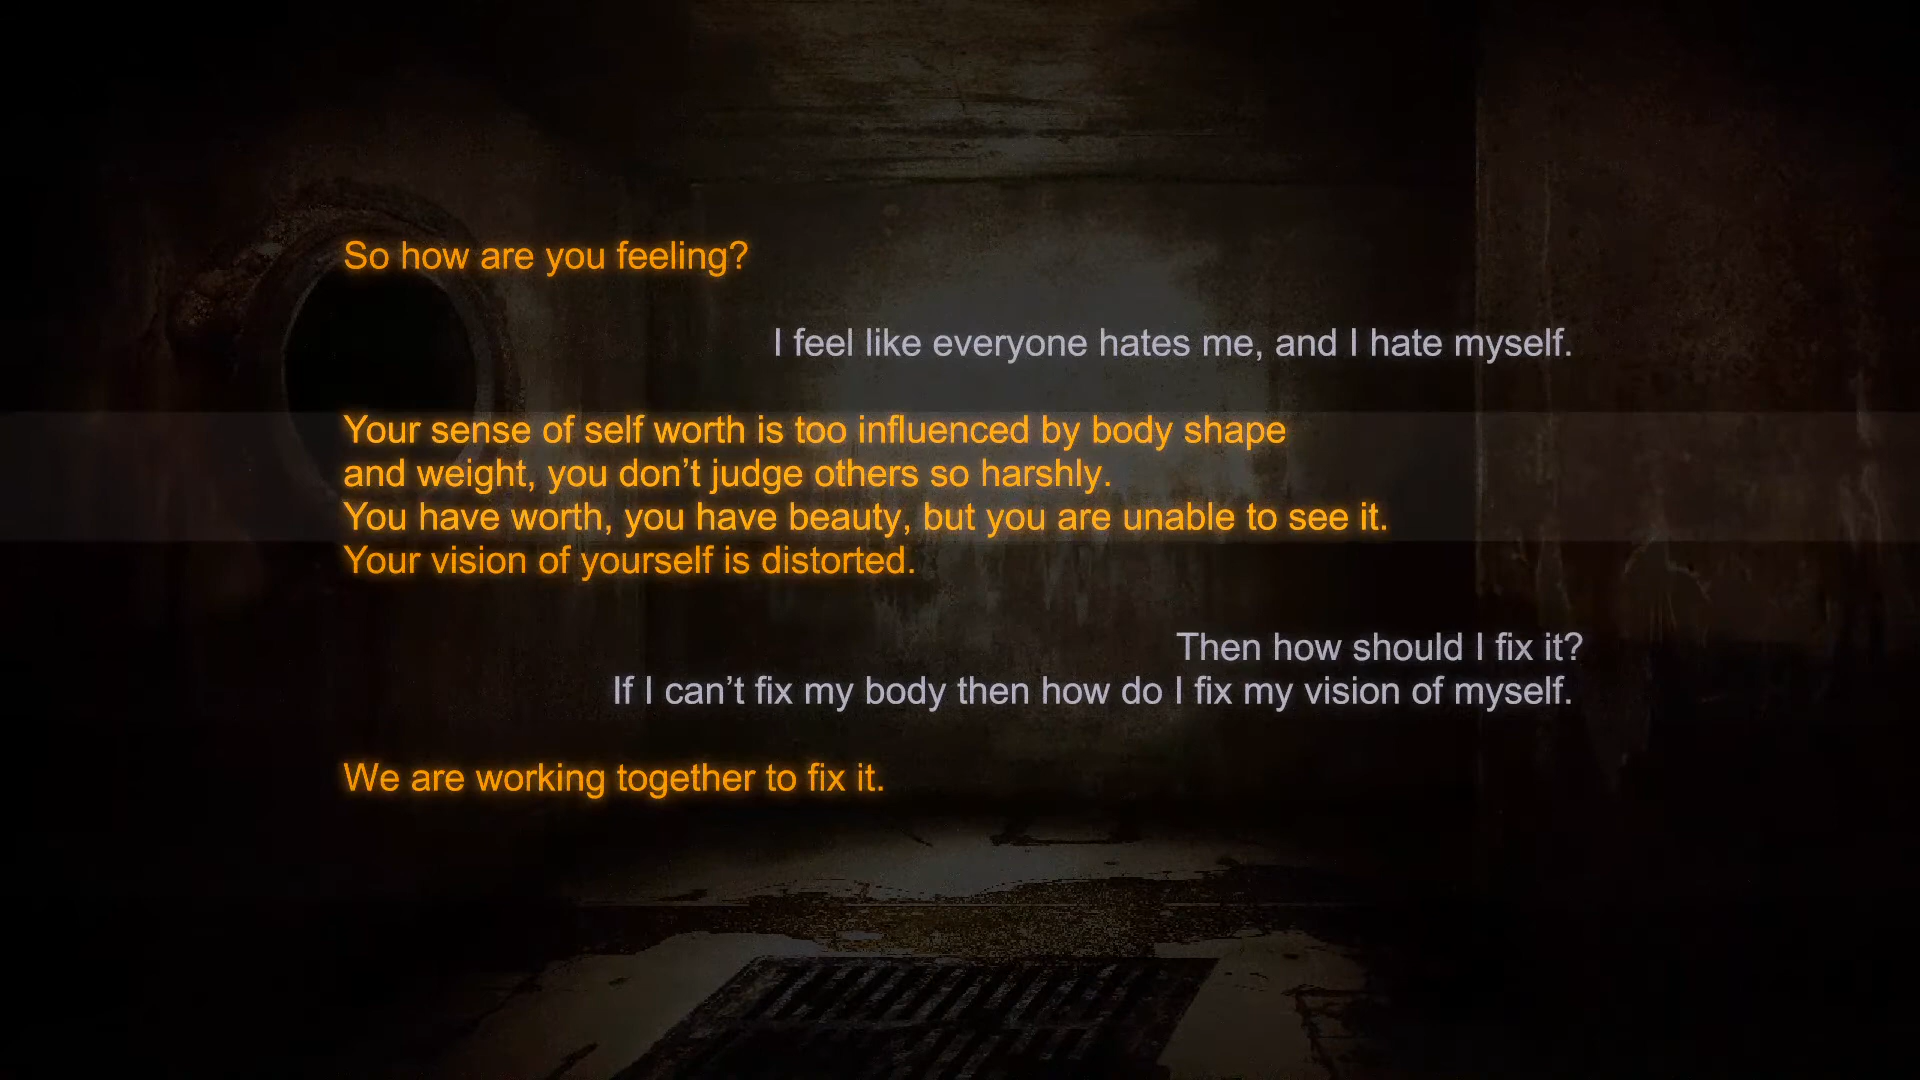 So how are you feeling?
I feel like everyone hates me, and I hate myself.
Your sense of self worth is too influenced by body shape
and weight, you don’t judge others so harshly.
You have worth, you have beauty, but you are unable to see it.
Your vision of yourself is distorted.
Then how should I fix it?
If I can’t fix my body then how do I fix my vision of myself.
We are working together to fix it.